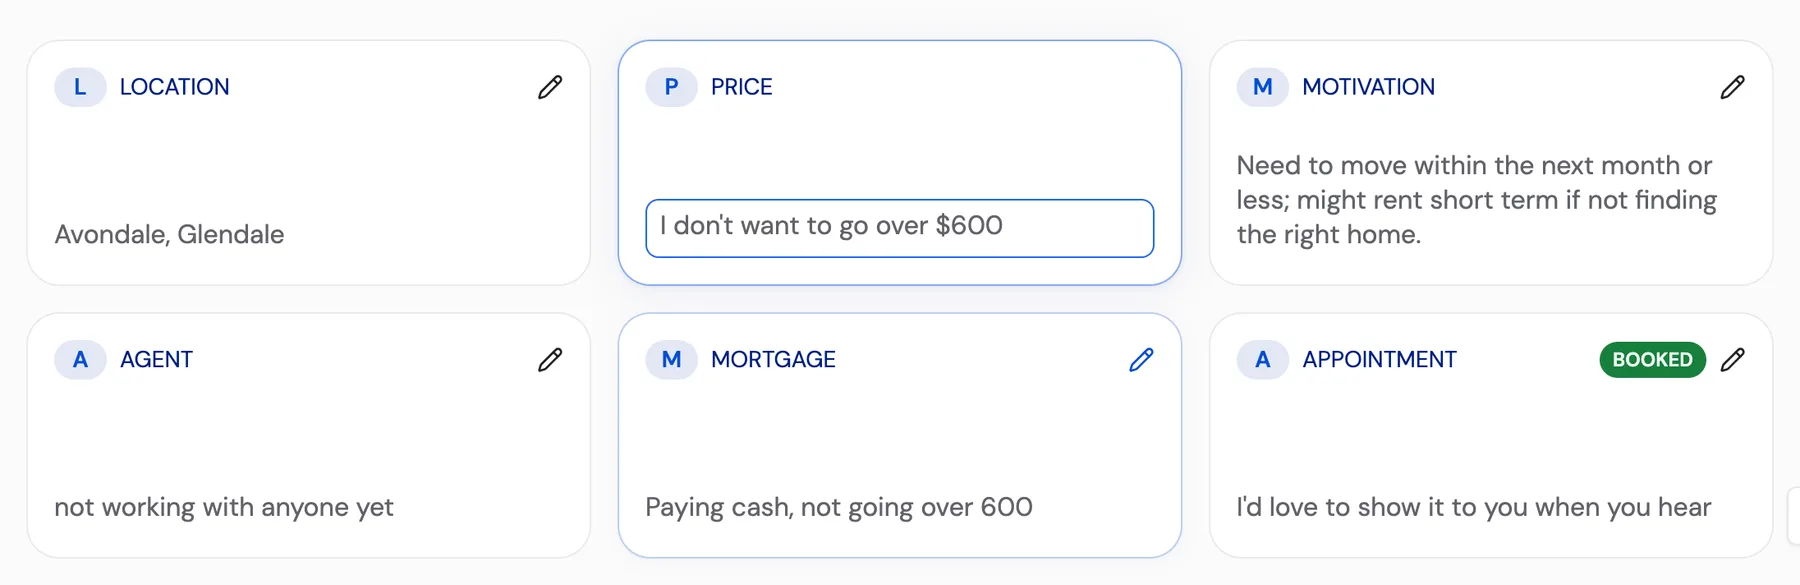 L LOCATION
Avondale, Glendale
P PRICE
I don't want to go over $600
M MOTIVATION
Need to move within the next month or
less; might rent short term if not finding
the right home.
A AGENT
not working with anyone yet
M MORTGAGE
Paying cash, not going over 600
A APPOINTMENT BOOKED
I'd love to show it to you when you hear